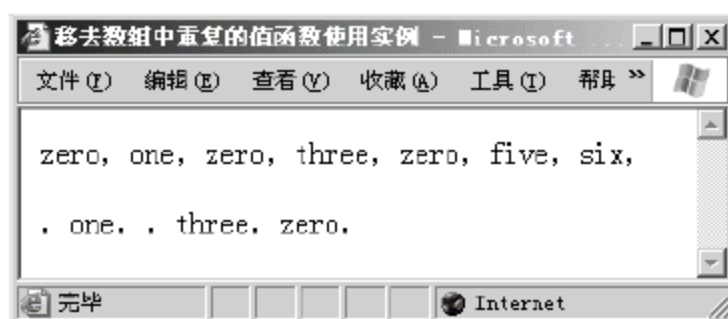 移去数组中重复的值函数使用实例 - Microsoft ...
文件(F) 编辑(E) 查看(V) 收藏(A) 工具(T) 帮助 »
zero, one, zero, three, zero, five, six,
. one. . three. zero.
完毕 Internet